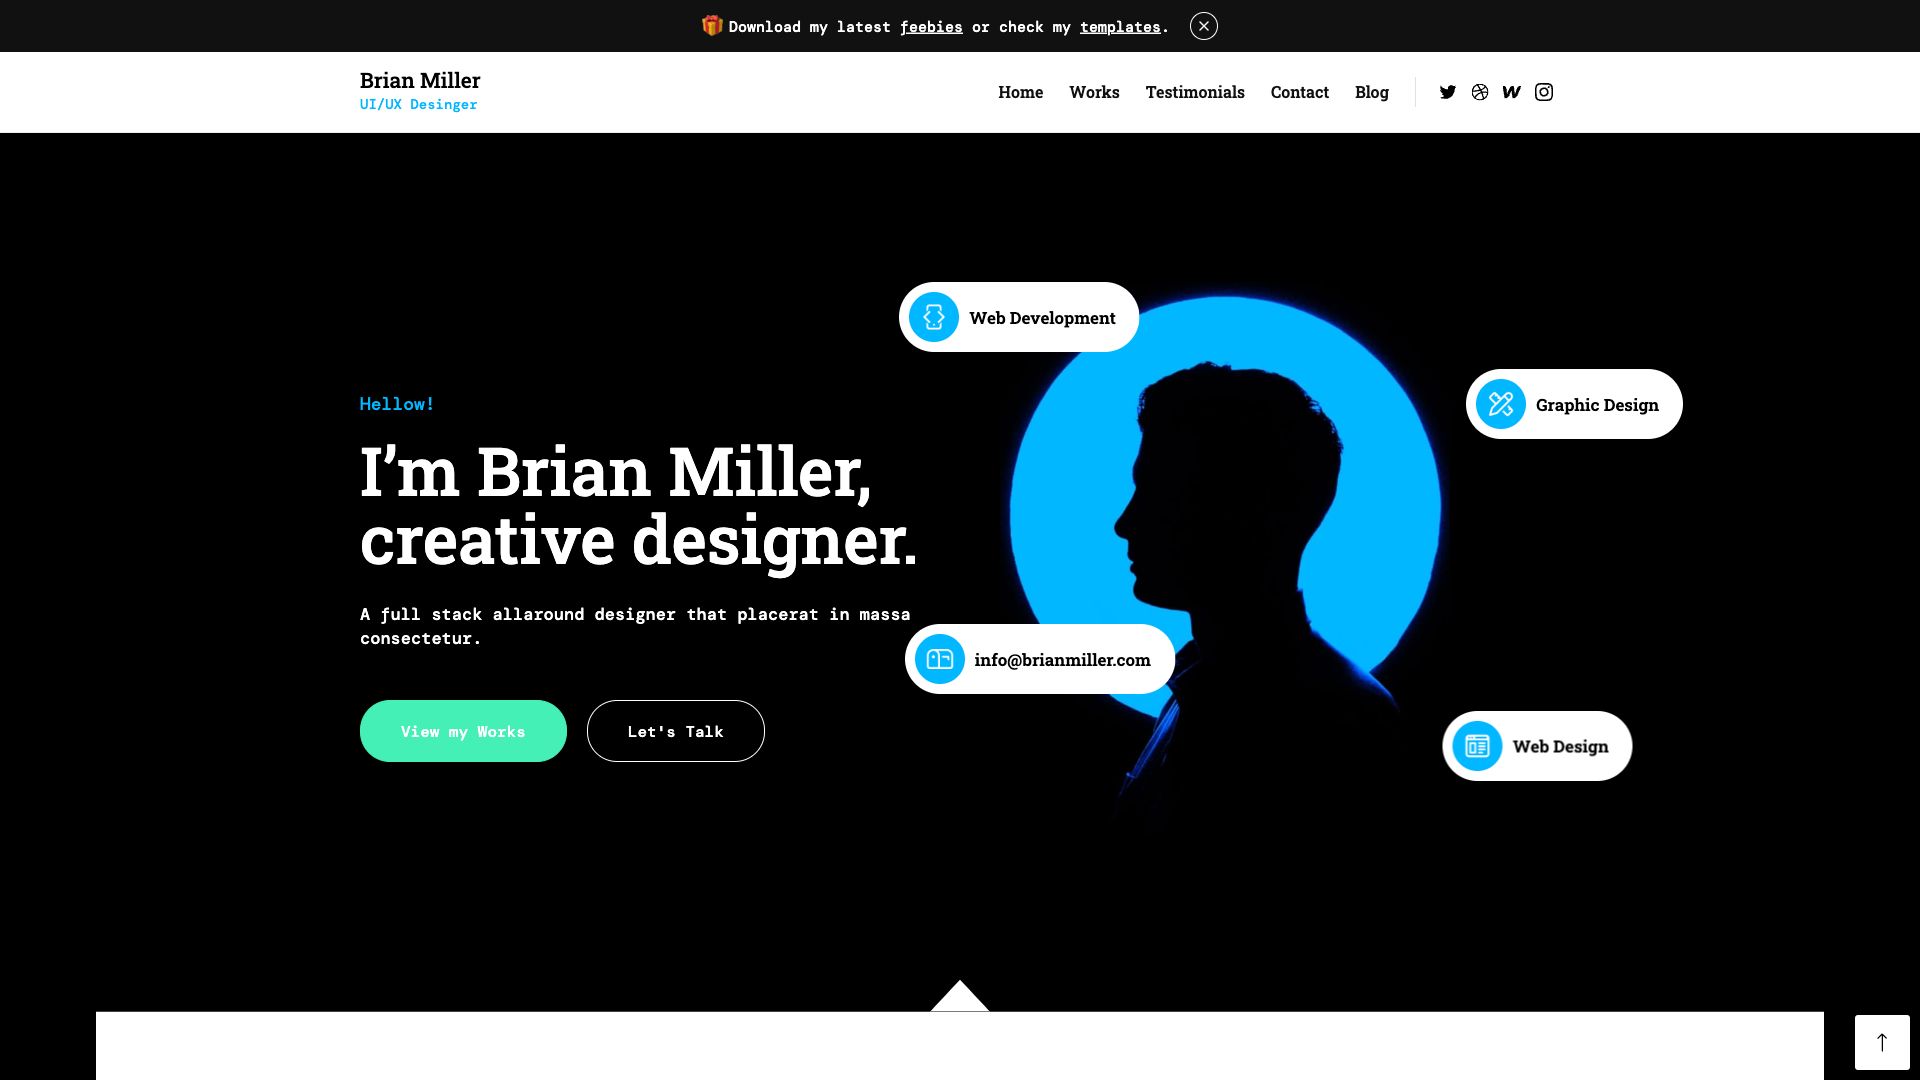 Download my latest feebies or check my templates.
Brian Miller
UI/UX Desinger
Home Works Testimonials Contact Blog
Web Development
Graphic Design
Hellow!
I’m Brian Miller,
creative designer.
A full stack allaround designer that placerat in massa
consectetur.
info@brianmiller.com
View my Works
Let's Talk
Web Design